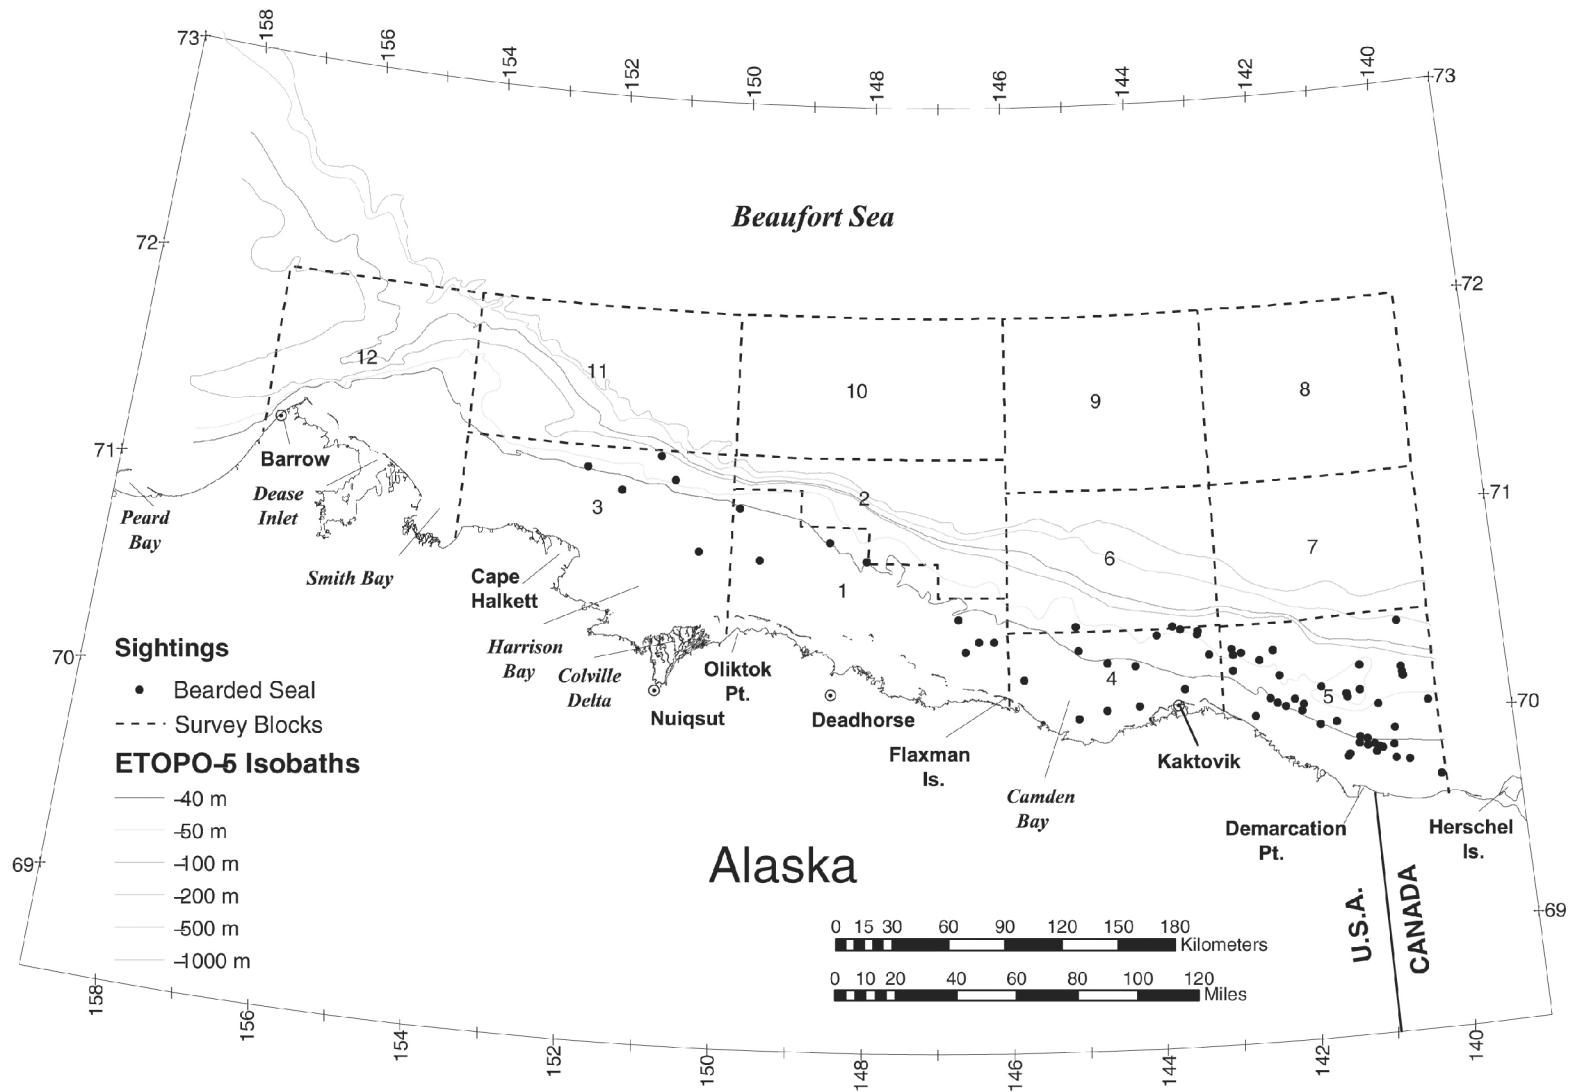 158
156
154
152
150
148
146
144
142
140
73
73
72
72
71
71
70
70
69
69
Beaufort Sea
12
11
10
9
8
7
6
2
3
1
4
5
Barrow
Dease
Inlet
Peard
Bay
Smith Bay
Cape
Halkett
Harrison
Bay
Colville
Delta
Nuiqsut
Oliktok
Pt.
Deadhorse
Flaxman
Is.
Camden
Bay
Kaktovik
Demarcation
Pt.
Herschel
Is.
Sightings
Bearded Seal
Survey Blocks
ETOPO-5 Isobaths
-40 m
-50 m
-100 m
-200 m
-500 m
-1000 m
Alaska
U.S.A.
CANADA
0 15 30 60 90 120 150 180
Kilometers
0 10 20 40 60 80 100 120
Miles
158
156
154
152
150
148
146
144
142
140